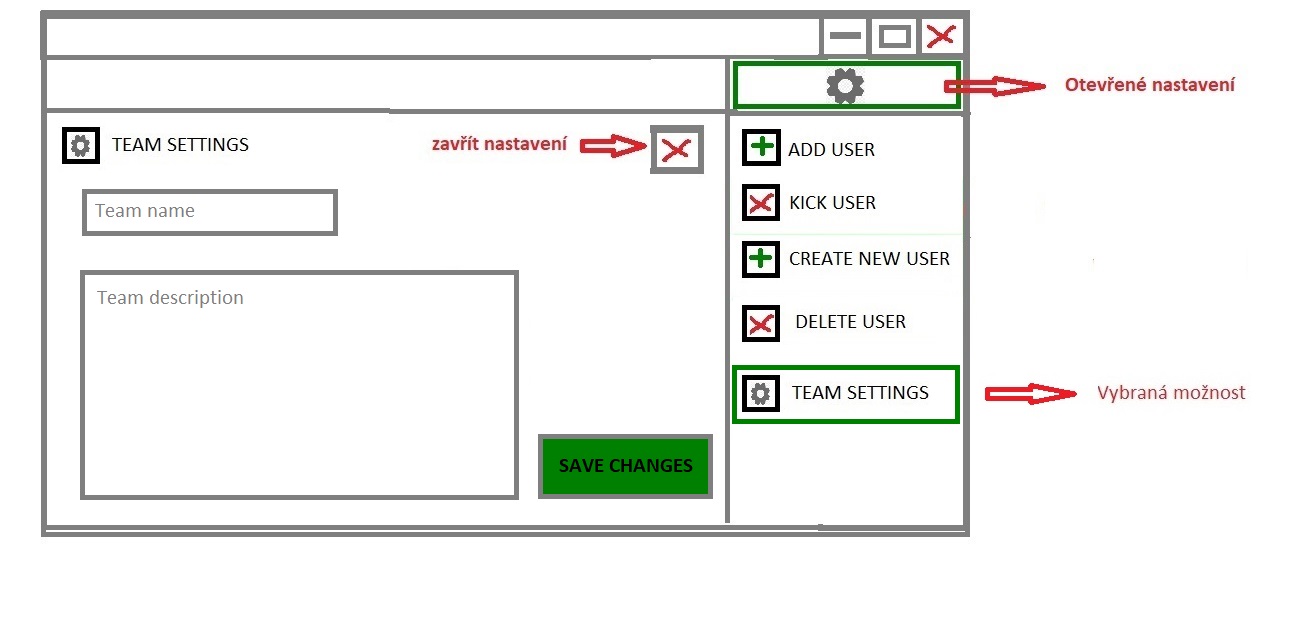 Otevřené nastavení
TEAM SETTINGS
zavřít nastavení
Team name
Team description
SAVE CHANGES
ADD USER
KICK USER
CREATE NEW USER
DELETE USER
TEAM SETTINGS
Vybraná možnost